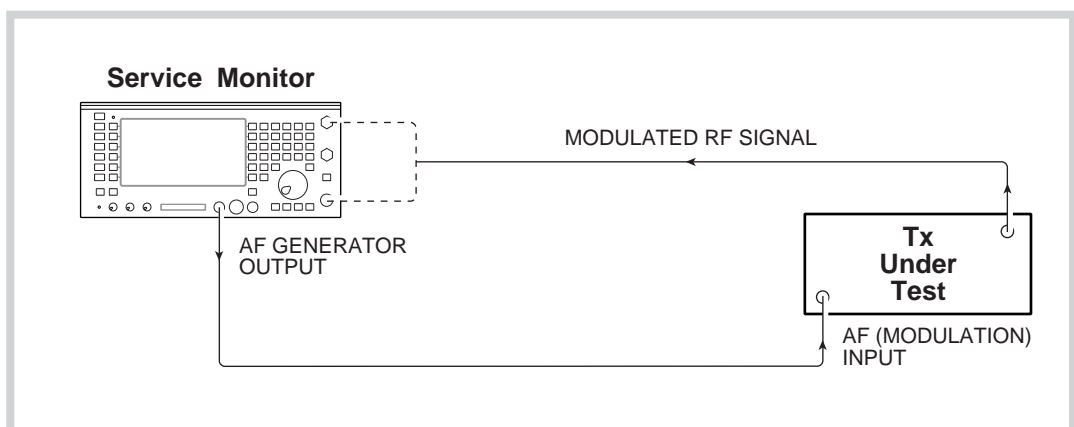 Service Monitor
MODULATED RF SIGNAL
AF GENERATOR
OUTPUT
Tx
Under
Test
AF (MODULATION)
INPUT